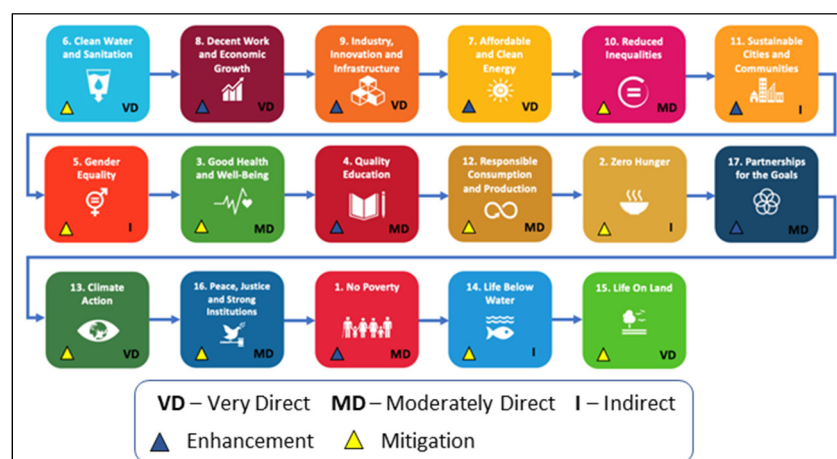 6. Clean Water
and Sanitation
VD
8. Decent Work
and Economic
Growth
VD
9. Industry,
Innovation and
Infrastructure
VD
7. Affordable
and Clean
Energy
VD
10. Reduced
Inequalities
MD
11. Sustainable
Cities and
Communities
I
5. Gender
Equality
I
3. Good Health
and Well-Being
MD
4. Quality
Education
MD
12. Responsible
Consumption
and Production
MD
2. Zero Hunger
I
17. Partnerships
for the Goals
MD
13. Climate
Action
VD
16. Peace, Justice
and Strong
Institutions
MD
1. No Poverty
MD
14. Life Below
Water
I
15. Life On Land
VD
VD – Very Direct MD – Moderately Direct I – Indirect
Enhancement Mitigation